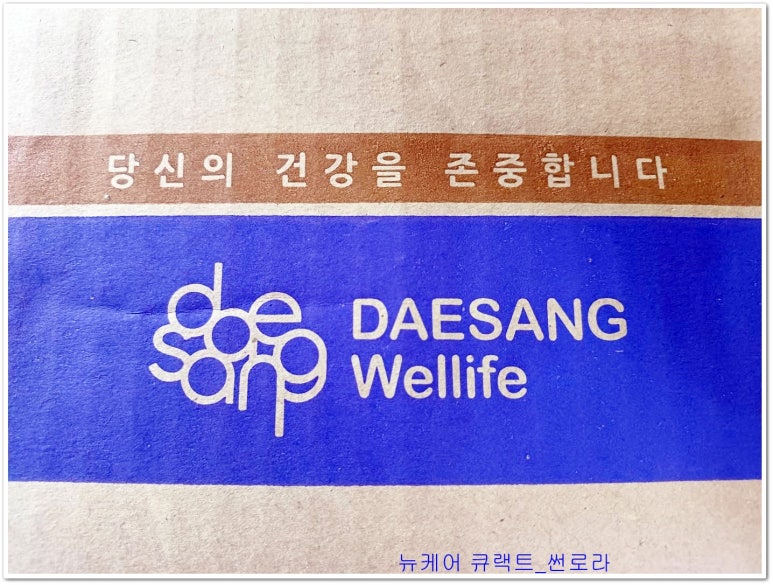 당신의 건강을 존중합니다
daesang
DAESANG
Wellife
뉴케어 큐랙트_썬로라